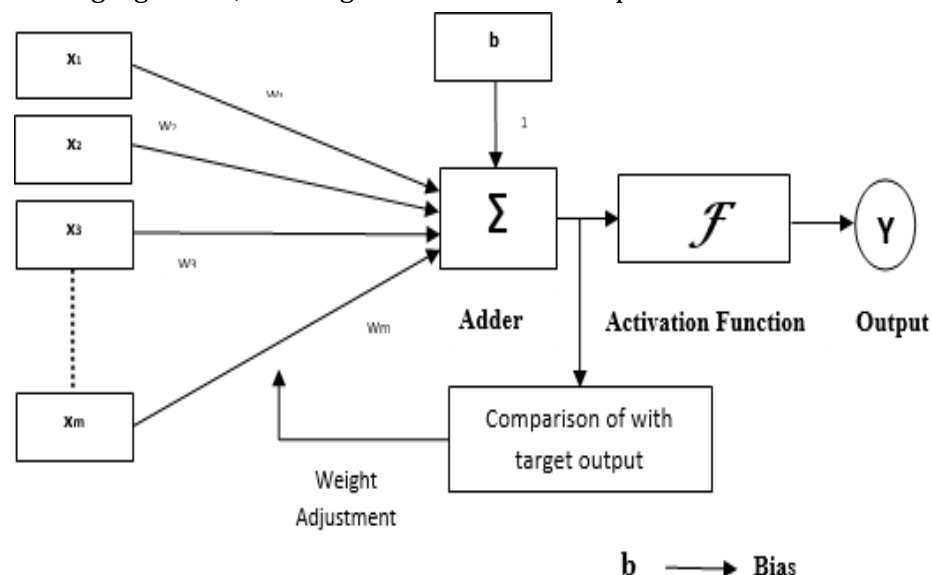 b
x₁
w₁
w₂
1
x₂
Σ
ℱ
Y
x₃
w₃
wm
Adder
Activation Function
Output
xm
Comparison of with
target output
Weight
Adjustment
b
Bias